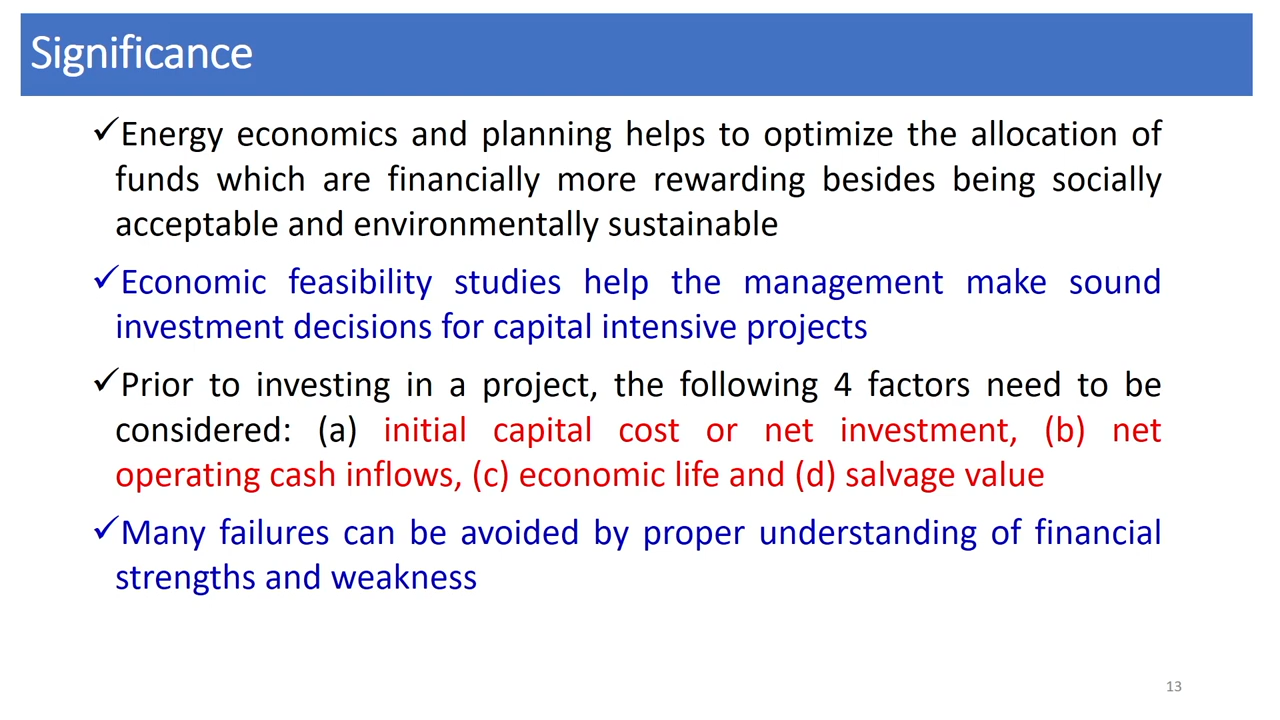 Significance
✓Energy economics and planning helps to optimize the allocation of
funds which are financially more rewarding besides being socially
acceptable and environmentally sustainable
✓Economic feasibility studies help the management make sound
investment decisions for capital intensive projects
✓Prior to investing in a project, the following 4 factors need to be
considered: (a) initial capital cost or net investment, (b) net
operating cash inflows, (c) economic life and (d) salvage value
✓Many failures can be avoided by proper understanding of financial
strengths and weakness
13